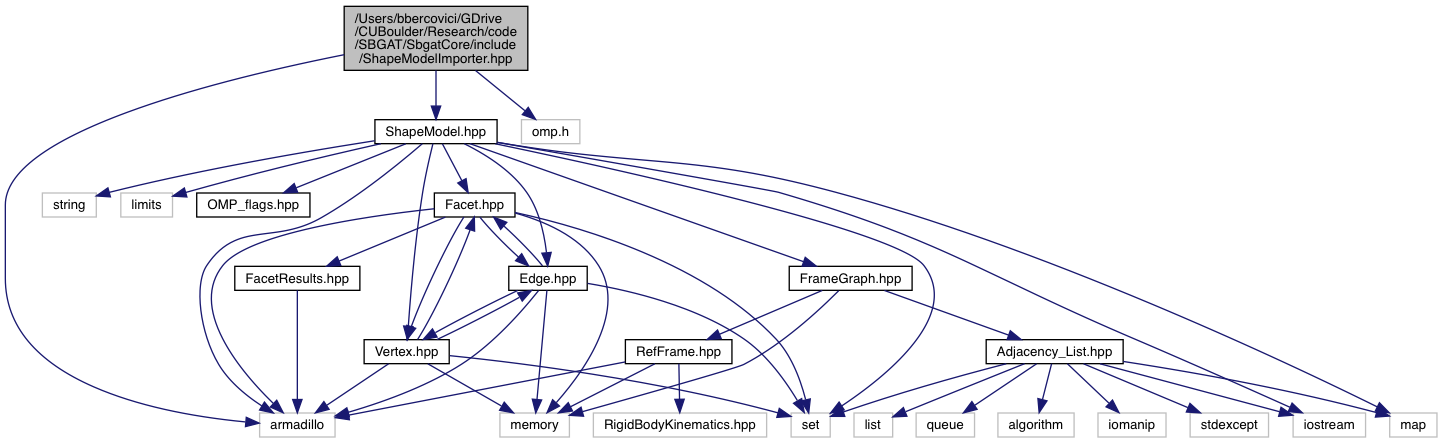 /Users/bbercovici/GDrive
/CUBoulder/Research/code
/SBGAT/SbgatCore/include
/ShapeModelImporter.hpp
ShapeModel.hpp
omp.h
string
limits
OMP_flags.hpp
Facet.hpp
FacetResults.hpp
Edge.hpp
FrameGraph.hpp
Vertex.hpp
RefFrame.hpp
Adjacency_List.hpp
armadillo
memory
RigidBodyKinematics.hpp
set
list
queue
algorithm
iomanip
stdexcept
iostream
map